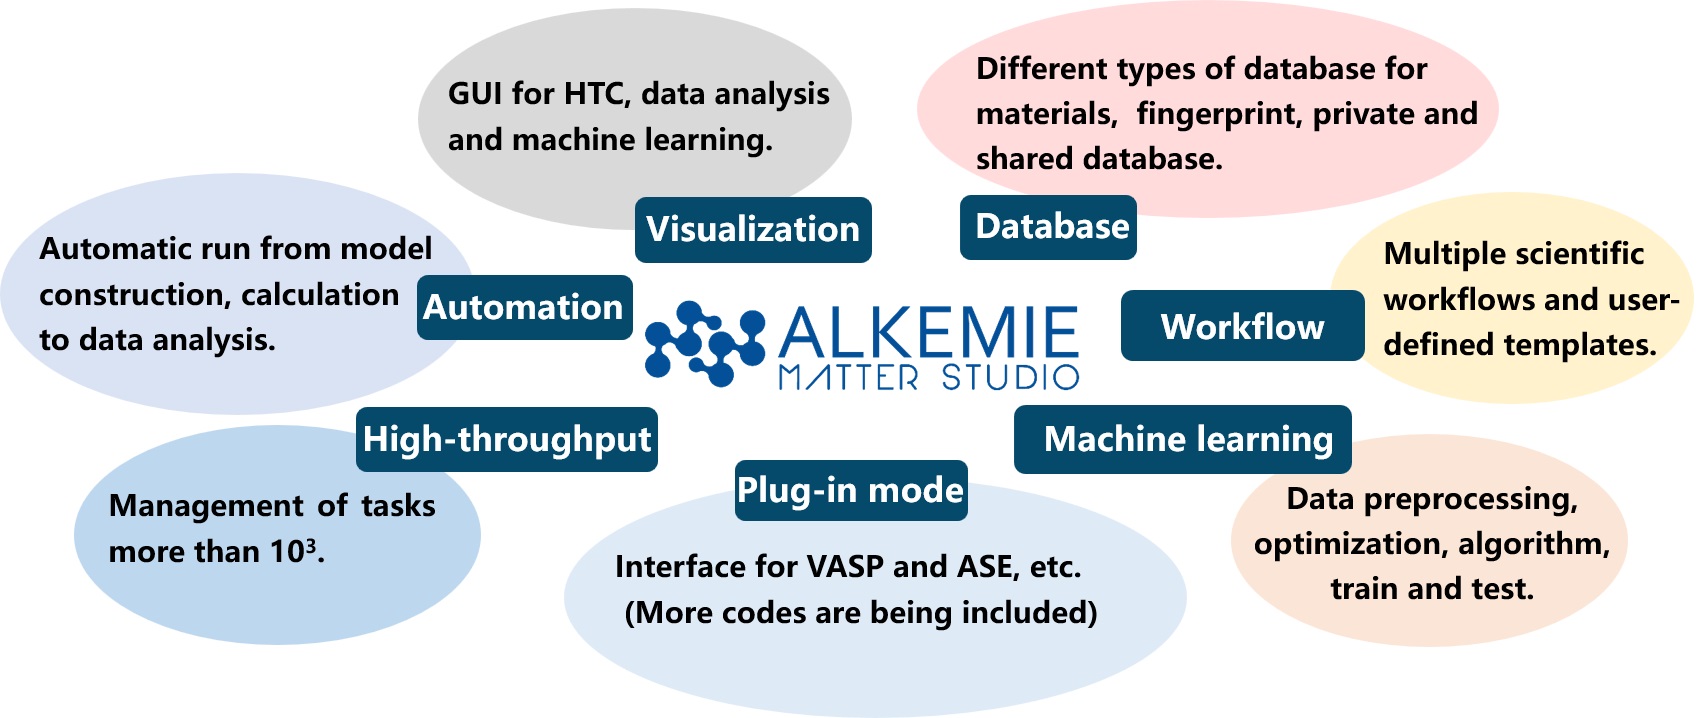 GUI for HTC, data analysis
and machine learning.
Visualization
Different types of database for
materials, fingerprint, private and
shared database.
Database
Automatic run from model
construction, calculation
to data analysis.
Automation
ALKEMIE
MATTER STUDIO
Workflow
Multiple scientific
workflows and user-
defined templates.
High-throughput
Management of tasks
more than 10³.
Plug-in mode
Interface for VASP and ASE, etc.
(More codes are being included)
Machine learning
Data preprocessing,
optimization, algorithm,
train and test.